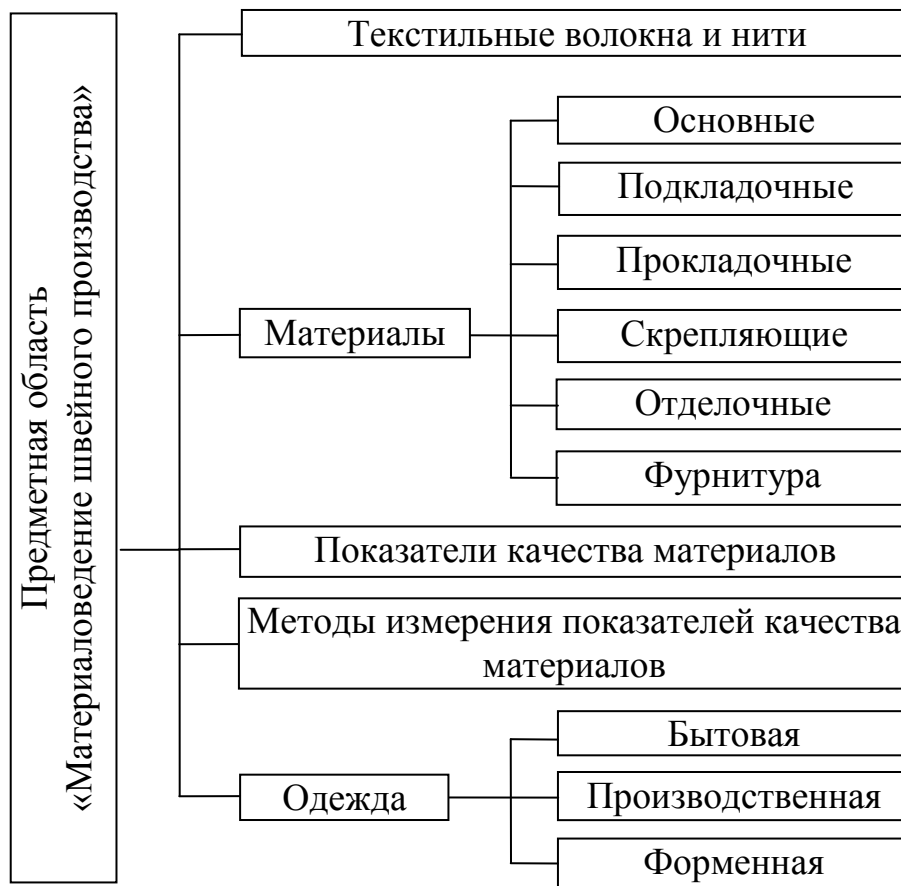 Предметная область
«Материаловедение швейного производства»
Текстильные волокна и нити
Материалы
Основные
Подкладочные
Прокладочные
Скрепляющие
Отделочные
Фурнитура
Показатели качества материалов
Методы измерения показателей качества
материалов
Одежда
Бытовая
Производственная
Форменная